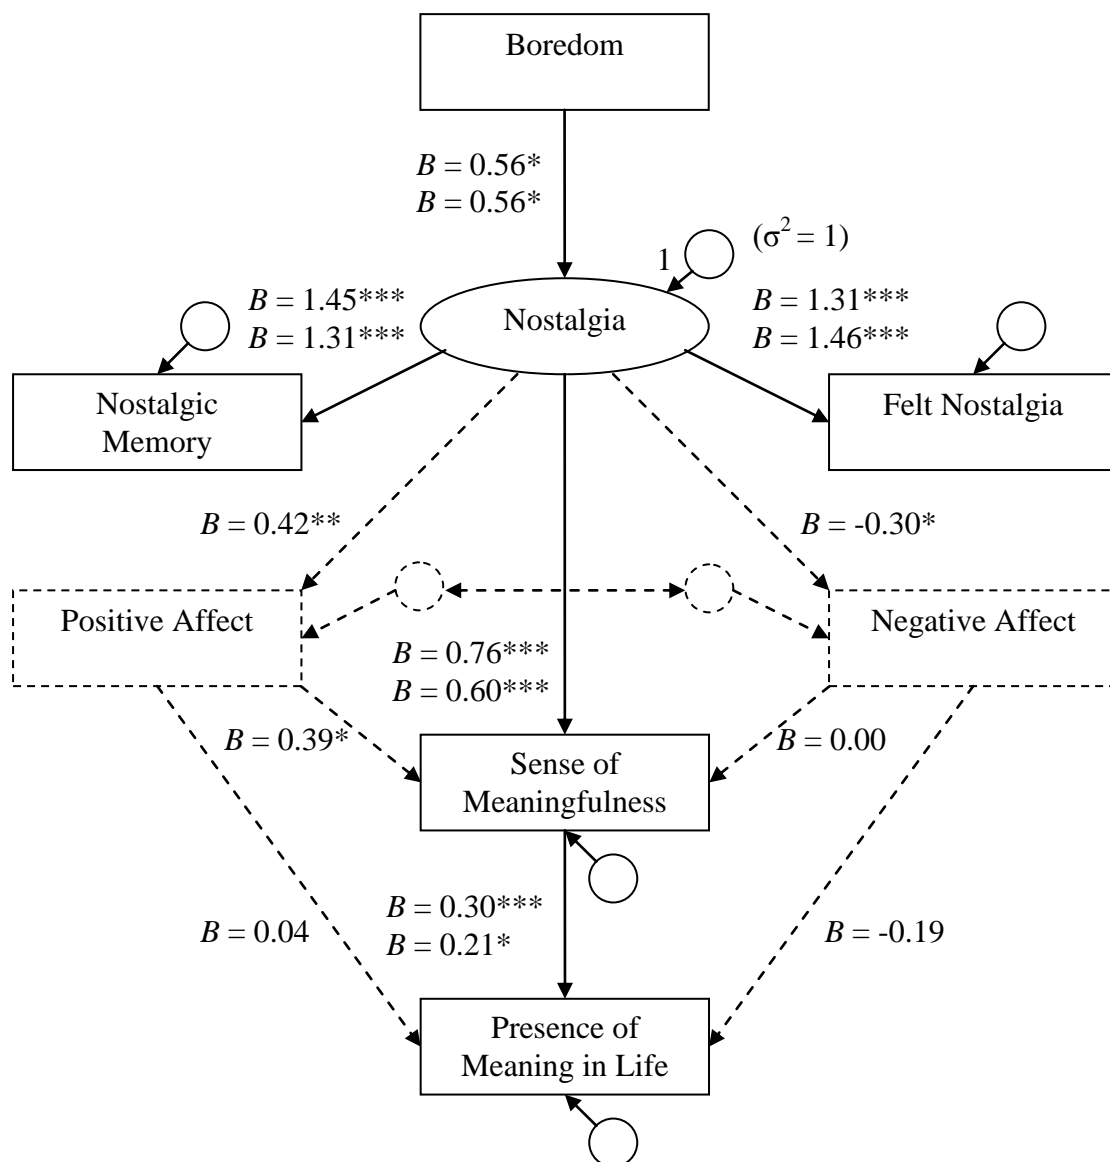 Boredom
B = 0.56*
B = 0.56*
(σ² = 1)
1
B = 1.45***
B = 1.31***
Nostalgia
B = 1.31***
B = 1.46***
Nostalgic
Memory
Felt Nostalgia
B = 0.42**
B = -0.30*
Positive Affect
Negative Affect
B = 0.76***
B = 0.60***
B = 0.39*
B = 0.00
Sense of
Meaningfulness
B = 0.30***
B = 0.21*
B = 0.04
B = -0.19
Presence of
Meaning in Life